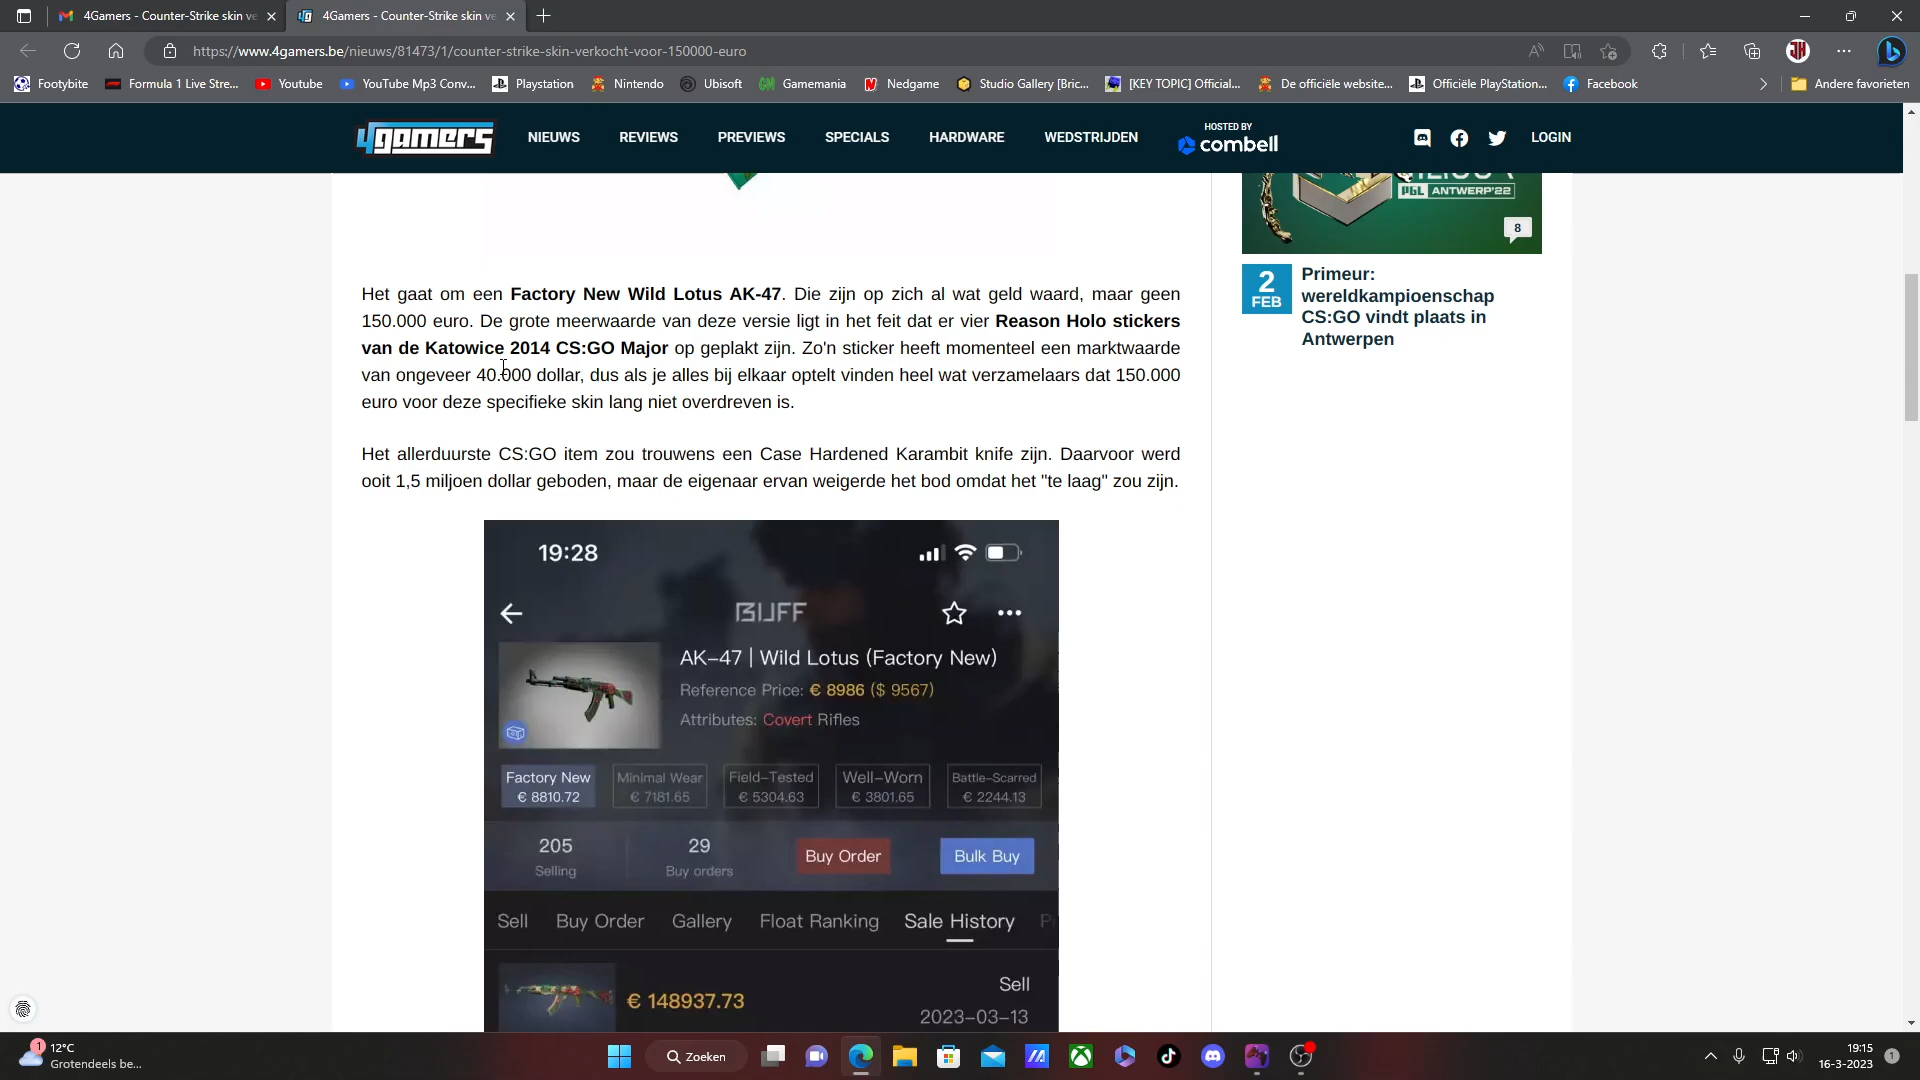 4Gamers - Counter-Strike skin ve
4Gamers - Counter-Strike skin ve
https://www.4gamers.be/nieuws/81473/1/counter-strike-skin-verkocht-voor-150000-euro
Footybite
Formula 1 Live Stre...
Youtube
YouTube Mp3 Conv...
Playstation
Nintendo
Ubisoft
Gamemania
Nedgame
Studio Gallery [Bric...
[KEY TOPIC] Official...
De officiële website...
Officiële PlayStation...
Facebook
Andere favorieten
4gamers
NIEUWS
REVIEWS
PREVIEWS
SPECIALS
HARDWARE
WEDSTRIJDEN
HOSTED BY
combell
LOGIN
PGL ANTWERP'22
8
Het gaat om een Factory New Wild Lotus AK-47. Die zijn op zich al wat geld waard, maar geen
150.000 euro. De grote meerwaarde van deze versie ligt in het feit dat er vier Reason Holo stickers
van de Katowice 2014 CS:GO Major op geplakt zijn. Zo'n sticker heeft momenteel een marktwaarde
van ongeveer 40.000 dollar, dus als je alles bij elkaar optelt vinden heel wat verzamelaars dat 150.000
euro voor deze specifieke skin lang niet overdreven is.
2
FEB
Primeur:
wereldkampioenschap
CS:GO vindt plaats in
Antwerpen
Het allerduurste CS:GO item zou trouwens een Case Hardened Karambit knife zijn. Daarvoor werd
ooit 1,5 miljoen dollar geboden, maar de eigenaar ervan weigerde het bod omdat het "te laag" zou zijn.
19:28
BUFF
AK-47 | Wild Lotus (Factory New)
Reference Price: € 8986 ($ 9567)
Attributes: Covert Rifles
Factory New
€ 8810.72
Minimal Wear
€ 7181.65
Field-Tested
€ 5304.63
Well-Worn
€ 3801.65
Battle-Scarred
€ 2244.13
205
Selling
29
Buy orders
Buy Order
Bulk Buy
Sell
Buy Order
Gallery
Float Ranking
Sale History
€ 148937.73
Sell
2023-03-13
1
12°C
Grotendeels be...
Zoeken
19:15
16-3-2023
1